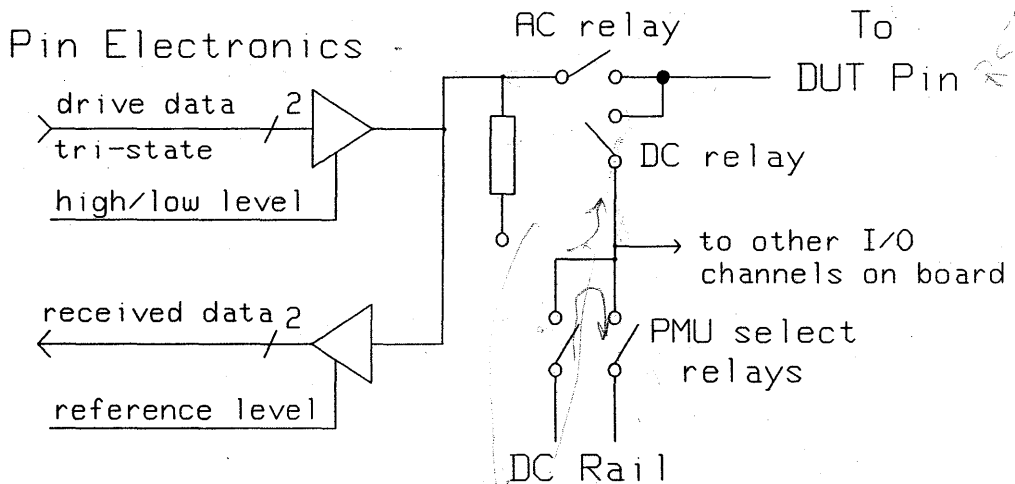 Pin Electronics
AC relay
To
DUT Pin
drive data 2
tri-state
high/low level
DC relay
to other I/O
channels on board
received data 2
PMU select
relays
reference level
DC Rail